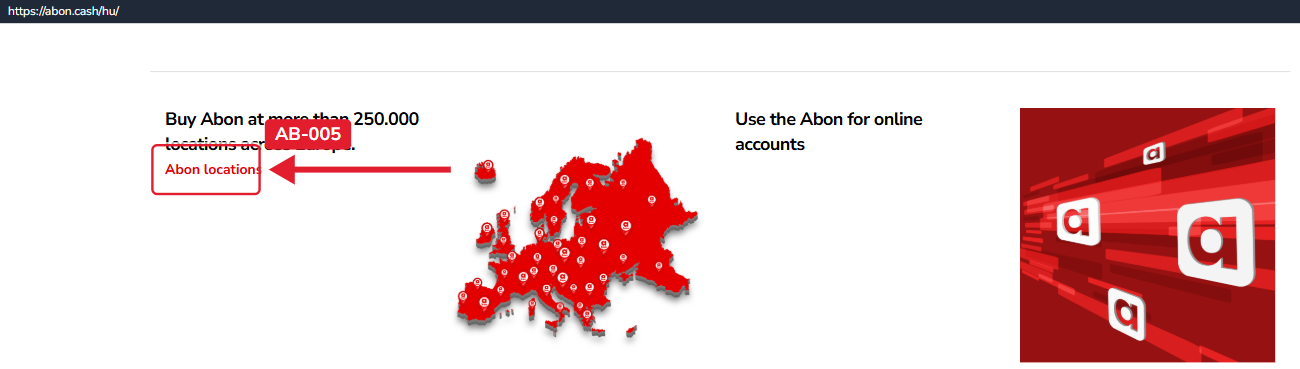 https://abon.cash/hu/
Buy Abon at more than 250.000
locations across Europe.
AB-005
Abon locations
Use the Abon for online
accounts